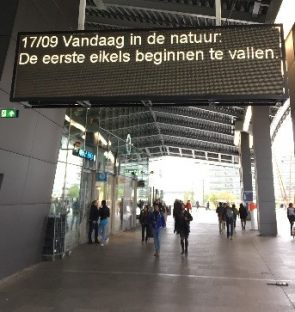 17/09 Vandaag in de natuur:
De eerste eikels beginnen te vallen.